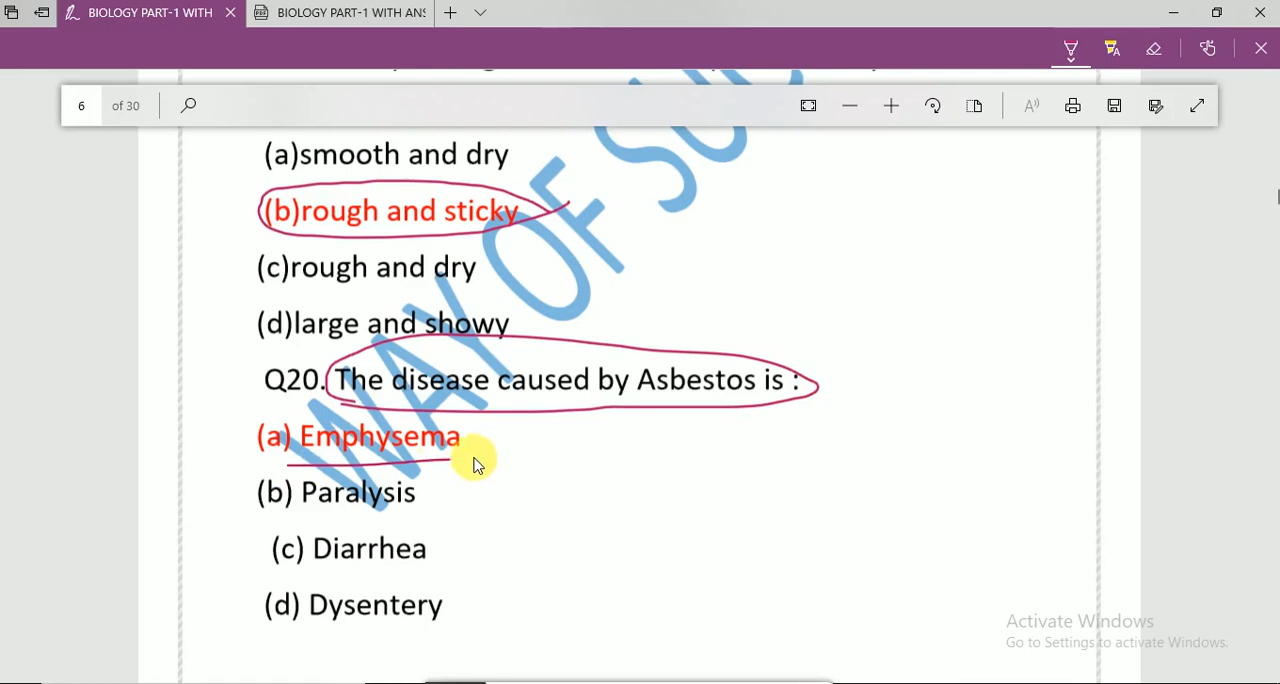 BIOLOGY PART-1 WITH
BIOLOGY PART-1 WITH ANS
6 of 30
(a)smooth and dry
(b)rough and sticky
(c)rough and dry
(d)large and showy
Q20. The disease caused by Asbestos is :
(a) Emphysema
(b) Paralysis
(c) Diarrhea
(d) Dysentery
WAY OF
Activate Windows
Go to Settings to activate Windows.